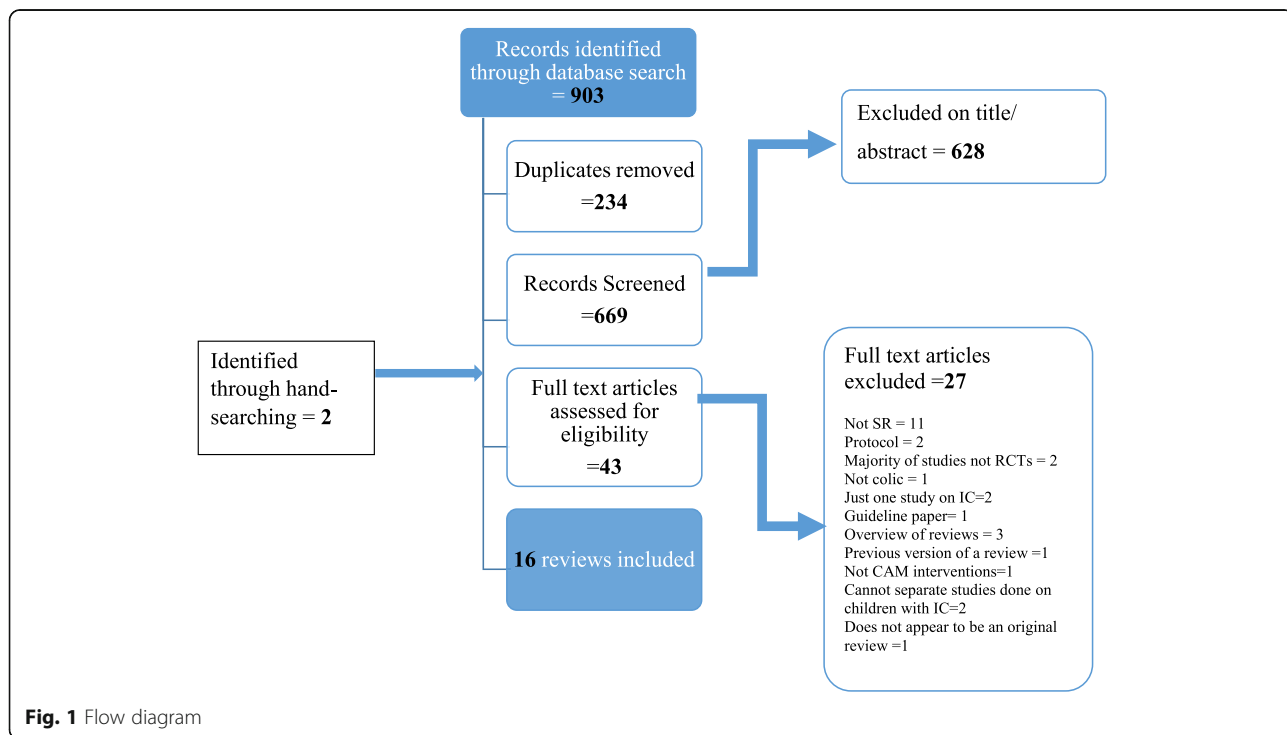 Records identified
through database search
= 903
Excluded on title/
abstract = 628
Duplicates removed
=234
Records Screened
=669
Identified
through hand-
searching = 2
Full text articles
assessed for
eligibility
=43
Full text articles
excluded =27
Not SR = 11
Protocol = 2
Majority of studies not RCTs = 2
Not colic = 1
Just one study on IC=2
Guideline paper= 1
Overview of reviews = 3
Previous version of a review =1
Not CAM interventions=1
Cannot separate studies done on
children with IC=2
Does not appear to be an original
review =1
16 reviews included
Fig. 1 Flow diagram